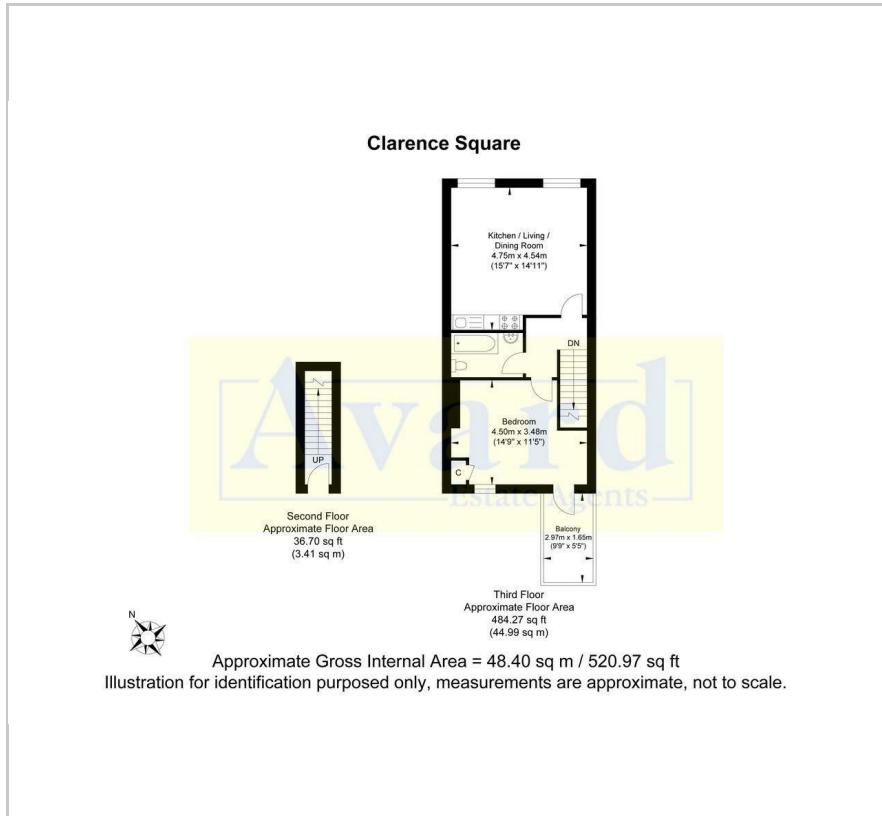 Clarence Square
Kitchen / Living /
Dining Room
4.75m x 4.54m
(15'7" x 14'11")
DN
Bedroom
4.50m x 3.48m
(14'9" x 11'5")
C
UP
Avard
Estate Agents
Balcony
2.97m x 1.65m
(9'9" x 5'5")
Second Floor
Approximate Floor Area
36.70 sq ft
(3.41 sq m)
Third Floor
Approximate Floor Area
484.27 sq ft
(44.99 sq m)
N
Approximate Gross Internal Area = 48.40 sq m / 520.97 sq ft
Illustration for identification purposed only, measurements are approximate, not to scale.